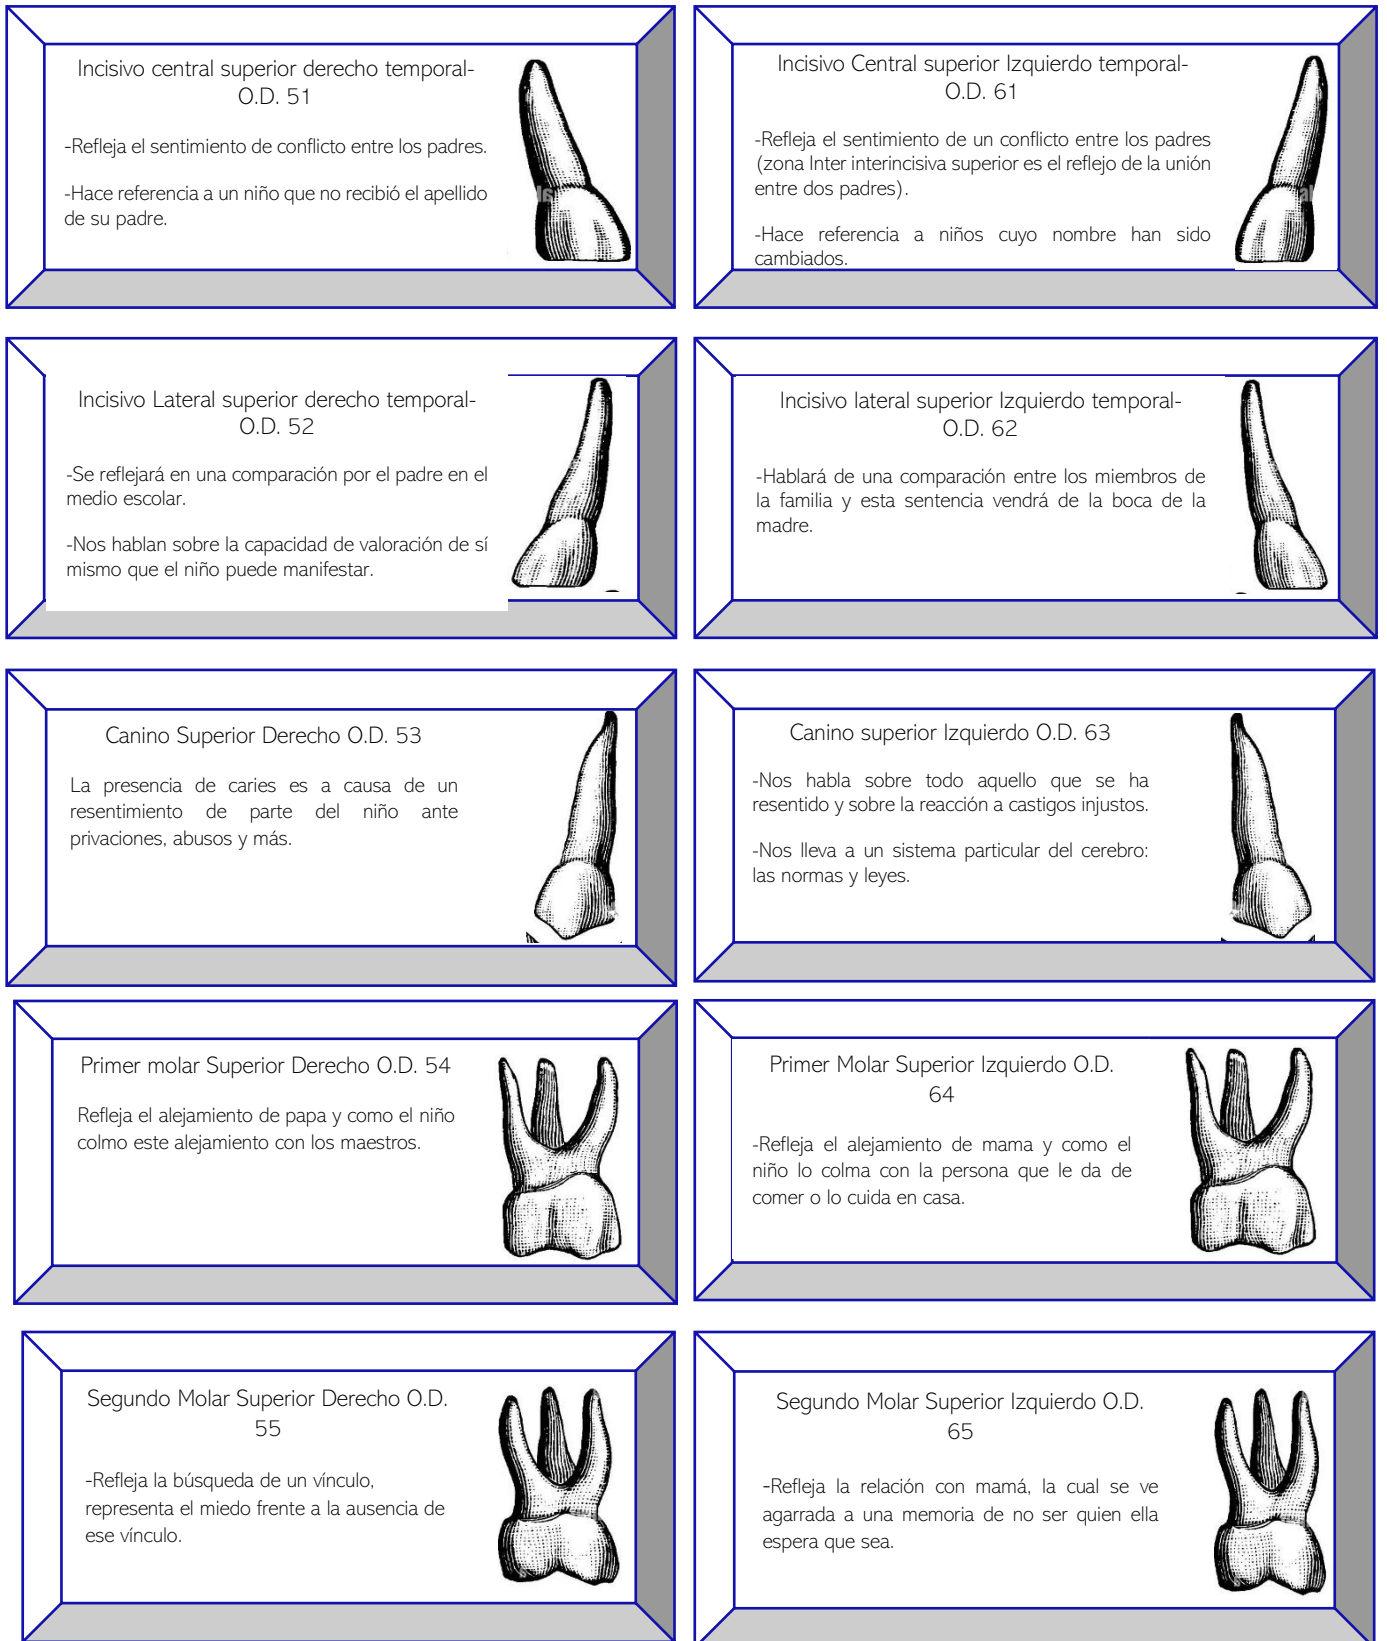 Incisivo central superior derecho temporal-
O.D. 51
-Refleja el sentimiento de conflicto entre los padres.
-Hace referencia a un niño que no recibió el apellido
de su padre.
Incisivo Central superior Izquierdo temporal-
O.D. 61
-Refleja el sentimiento de un conflicto entre los padres
(zona Inter interincisiva superior es el reflejo de la unión
entre dos padres).
-Hace referencia a niños cuyo nombre han sido
cambiados.
Incisivo Lateral superior derecho temporal-
O.D. 52
-Se reflejará en una comparación por el padre en el
medio escolar.
-Nos hablan sobre la capacidad de valoración de sí
mismo que el niño puede manifestar.
Incisivo lateral superior Izquierdo temporal-
O.D. 62
-Hablará de una comparación entre los miembros de
la familia y esta sentencia vendrá de la boca de la
madre.
Canino Superior Derecho O.D. 53
La presencia de caries es a causa de un
resentimiento de parte del niño ante
privaciones, abusos y más.
Canino superior Izquierdo O.D. 63
-Nos habla sobre todo aquello que se ha
resentido y sobre la reacción a castigos injustos.
-Nos lleva a un sistema particular del cerebro:
las normas y leyes.
Primer molar Superior Derecho O.D. 54
Refleja el alejamiento de papa y como el niño
colmo este alejamiento con los maestros.
Primer Molar Superior Izquierdo O.D.
64
-Refleja el alejamiento de mama y como el
niño lo colma con la persona que le da de
comer o lo cuida en casa.
Segundo Molar Superior Derecho O.D.
55
-Refleja la búsqueda de un vínculo,
representa el miedo frente a la ausencia de
ese vínculo.
Segundo Molar Superior Izquierdo O.D.
65
-Refleja la relación con mamá, la cual se ve
agarrada a una memoria de no ser quien ella
espera que sea.